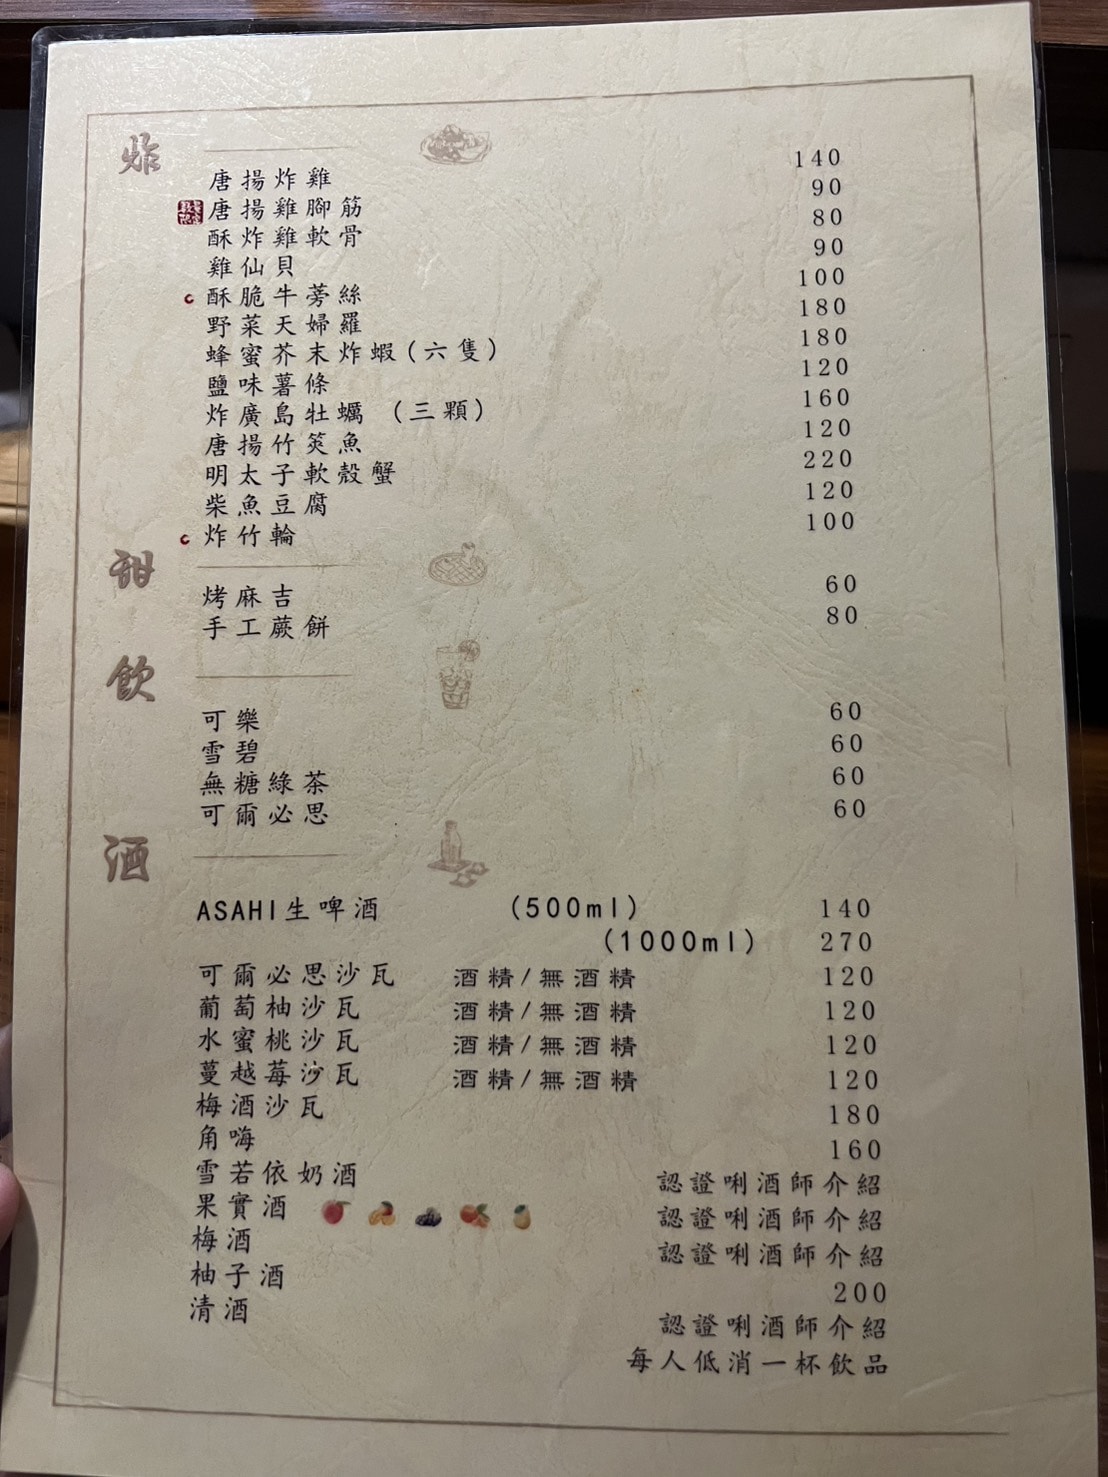 炸
唐揚炸雞 140
唐揚雞腳筋 90
酥炸雞軟骨 80
雞仙貝 90
酥脆牛蒡絲 100
野菜天婦羅 180
蜂蜜芥末炸蝦(六隻) 180
鹽味薯條 120
炸廣島牡蠣 (三顆) 160
唐揚竹筴魚 120
明太子軟殼蟹 220
柴魚豆腐 120
炸竹輪 100
甜
烤麻吉 60
手工蕨餅 80
飲
可樂 60
雪碧 60
無糖綠茶 60
可爾必思 60
酒
ASAHI生啤酒 (500ml) 140
(1000ml) 270
可爾必思沙瓦 酒精/無酒精 120
葡萄柚沙瓦 酒精/無酒精 120
水蜜桃沙瓦 酒精/無酒精 120
蔓越莓沙瓦 酒精/無酒精 120
梅酒沙瓦 180
角嗨 160
雪若依奶酒 認證唎酒師介紹
果實酒 認證唎酒師介紹
梅酒 認證唎酒師介紹
柚子酒 200
清酒 認證唎酒師介紹
每人低消一杯飲品